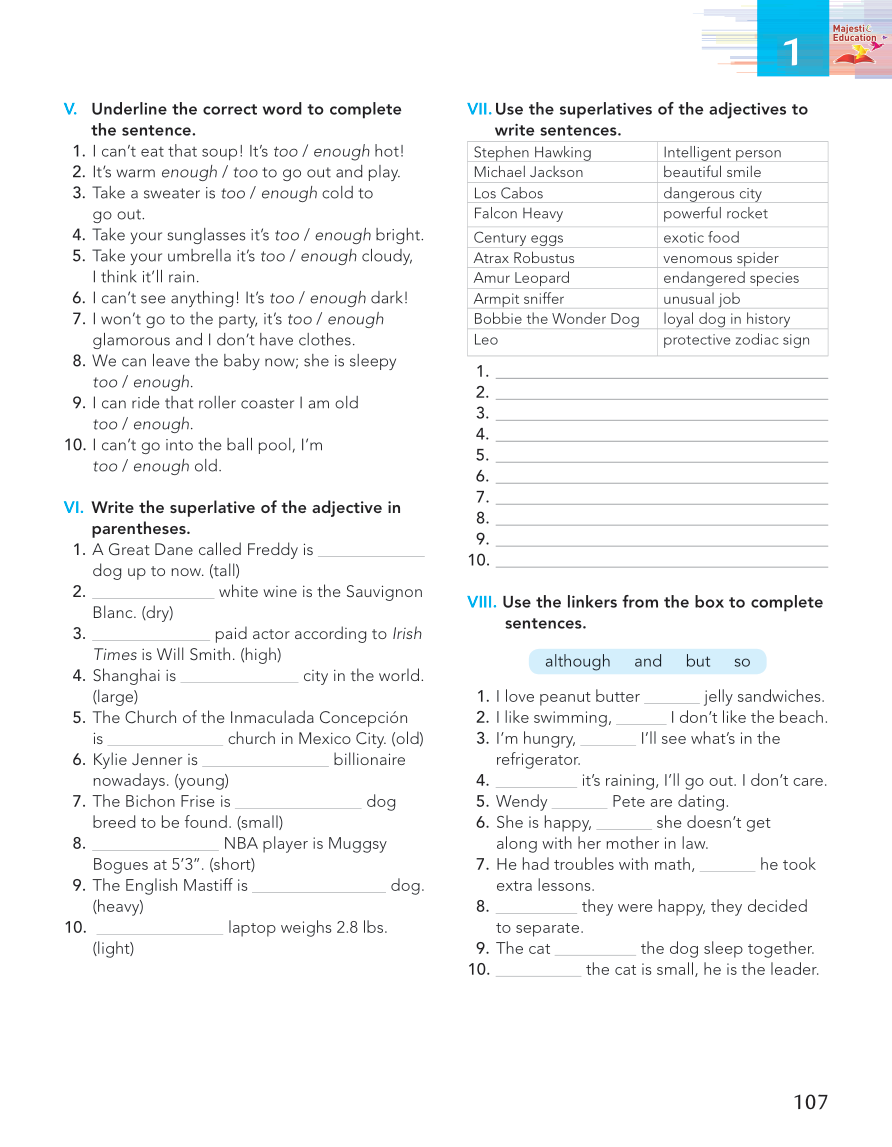 1
Majestic
Education
V. Underline the correct word to complete
the sentence.
1. I can't eat that soup! It's too / enough hot!
2. It's warm enough / too to go out and play.
3. Take a sweater is too / enough cold to
go out.
4. Take your sunglasses it's too / enough bright.
5. Take your umbrella it's too / enough cloudy,
I think it'll rain.
6. I can't see anything! It's too / enough dark!
7. I won't go to the party, it's too / enough
glamorous and I don't have clothes.
8. We can leave the baby now; she is sleepy
too / enough.
9. I can ride that roller coaster I am old
too / enough.
10. I can't go into the ball pool, I'm
too / enough old.
VI. Write the superlative of the adjective in
parentheses.
1. A Great Dane called Freddy is ____________
dog up to now. (tall)
2. ____________ white wine is the Sauvignon
Blanc. (dry)
3. ____________ paid actor according to Irish
Times is Will Smith. (high)
4. Shanghai is ____________ city in the world.
(large)
5. The Church of the Inmaculada Concepción
is ____________ church in Mexico City. (old)
6. Kylie Jenner is ____________ billionaire
nowadays. (young)
7. The Bichon Frise is ____________ dog
breed to be found. (small)
8. ____________ NBA player is Muggsy
Bogues at 5'3". (short)
9. The English Mastiff is ____________ dog.
(heavy)
10. ____________ laptop weighs 2.8 lbs.
(light)
VII. Use the superlatives of the adjectives to
write sentences.
Stephen Hawking Intelligent person
Michael Jackson beautiful smile
Los Cabos dangerous city
Falcon Heavy powerful rocket
Century eggs exotic food
Atrax Robustus venomous spider
Amur Leopard endangered species
Armpit sniffer unusual job
Bobbie the Wonder Dog loyal dog in history
Leo protective zodiac sign
1.
2.
3.
4.
5.
6.
7.
8.
9.
10.
VIII. Use the linkers from the box to complete
sentences.
although and but so
1. I love peanut butter ______ jelly sandwiches.
2. I like swimming, ______ I don't like the beach.
3. I'm hungry, ______ I'll see what's in the
refrigerator.
4. ________ it's raining, I'll go out. I don't care.
5. Wendy ______ Pete are dating.
6. She is happy, ______ she doesn't get
along with her mother in law.
7. He had troubles with math, ______ he took
extra lessons.
8. ________ they were happy, they decided
to separate.
9. The cat ________ the dog sleep together.
10. ________ the cat is small, he is the leader.
107